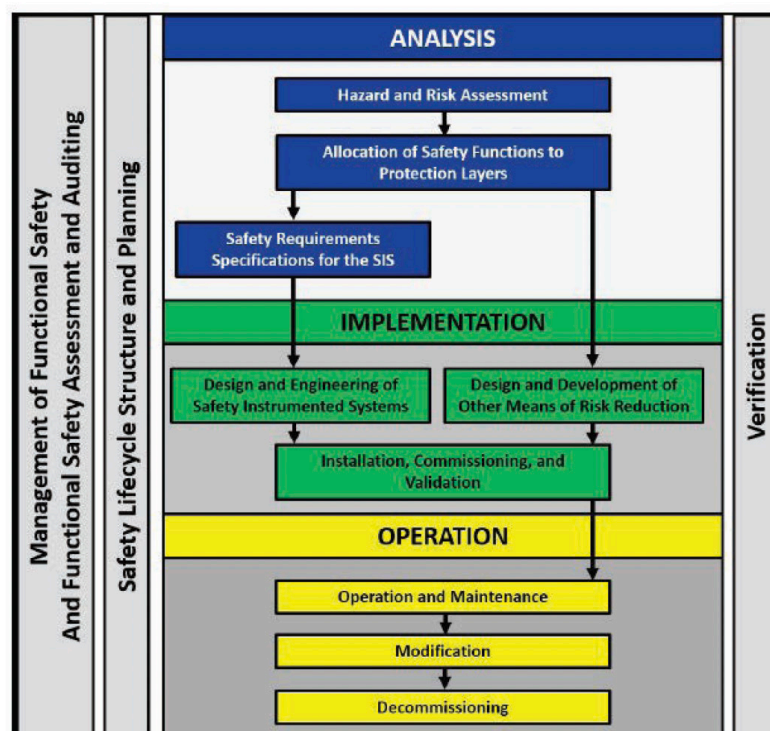 Management of Functional Safety
And Functional Safety Assessment and Auditing
Safety Lifecycle Structure and Planning
ANALYSIS
Hazard and Risk Assessment
Allocation of Safety Functions to
Protection Layers
Safety Requirements
Specifications for the SIS
IMPLEMENTATION
Design and Engineering of
Safety Instrumented Systems
Design and Development of
Other Means of Risk Reduction
Installation, Commissioning, and
Validation
OPERATION
Operation and Maintenance
Modification
Decommissioning
Verification